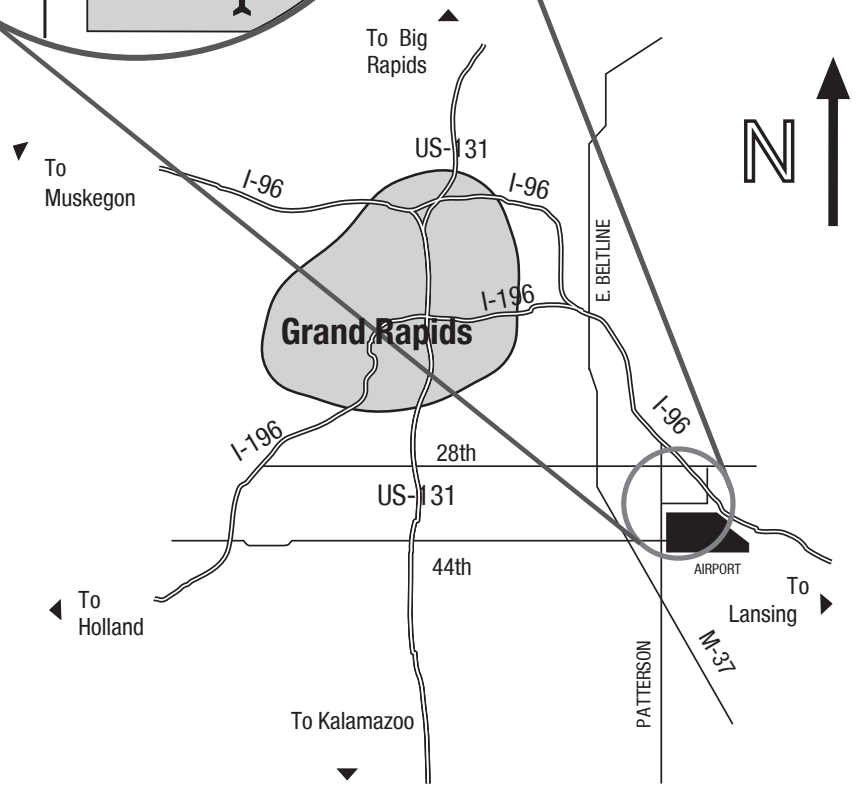 To Big
Rapids
US-131
N
To
Muskegon
I-96
I-96
E. BELTLINE
I-196
Grand Rapids
I-96
I-196
28th
US-131
44th
AIRPORT
To
Lansing
To
Holland
M-37
PATTERSON
To Kalamazoo